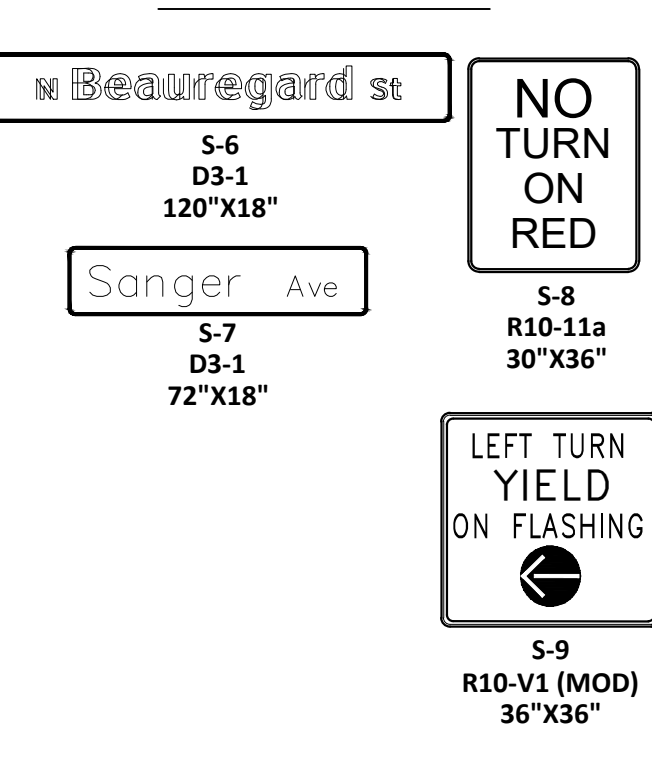 N Beauregard St
S-6
D3-1
120"X18"
Sanger Ave
S-7
D3-1
72"X18"
NO
TURN
ON
RED
S-8
R10-11a
30"X36"
LEFT TURN
YIELD
ON FLASHING
S-9
R10-V1 (MOD)
36"X36"